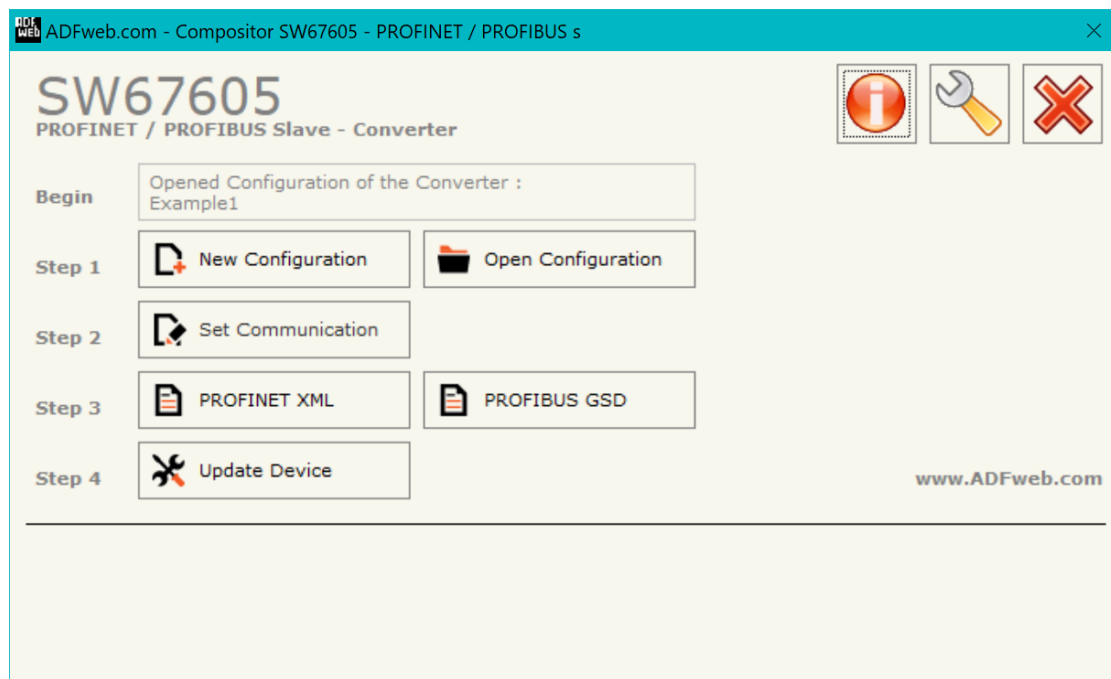 ADF
WEB
ADFweb.com - Compositor SW67605 - PROFINET / PROFIBUS s
SW67605
PROFINET / PROFIBUS Slave - Converter
Begin
Opened Configuration of the Converter :
Example1
Step 1
New Configuration
Open Configuration
Step 2
Set Communication
Step 3
PROFINET XML
PROFIBUS GSD
Step 4
Update Device
www.ADFweb.com